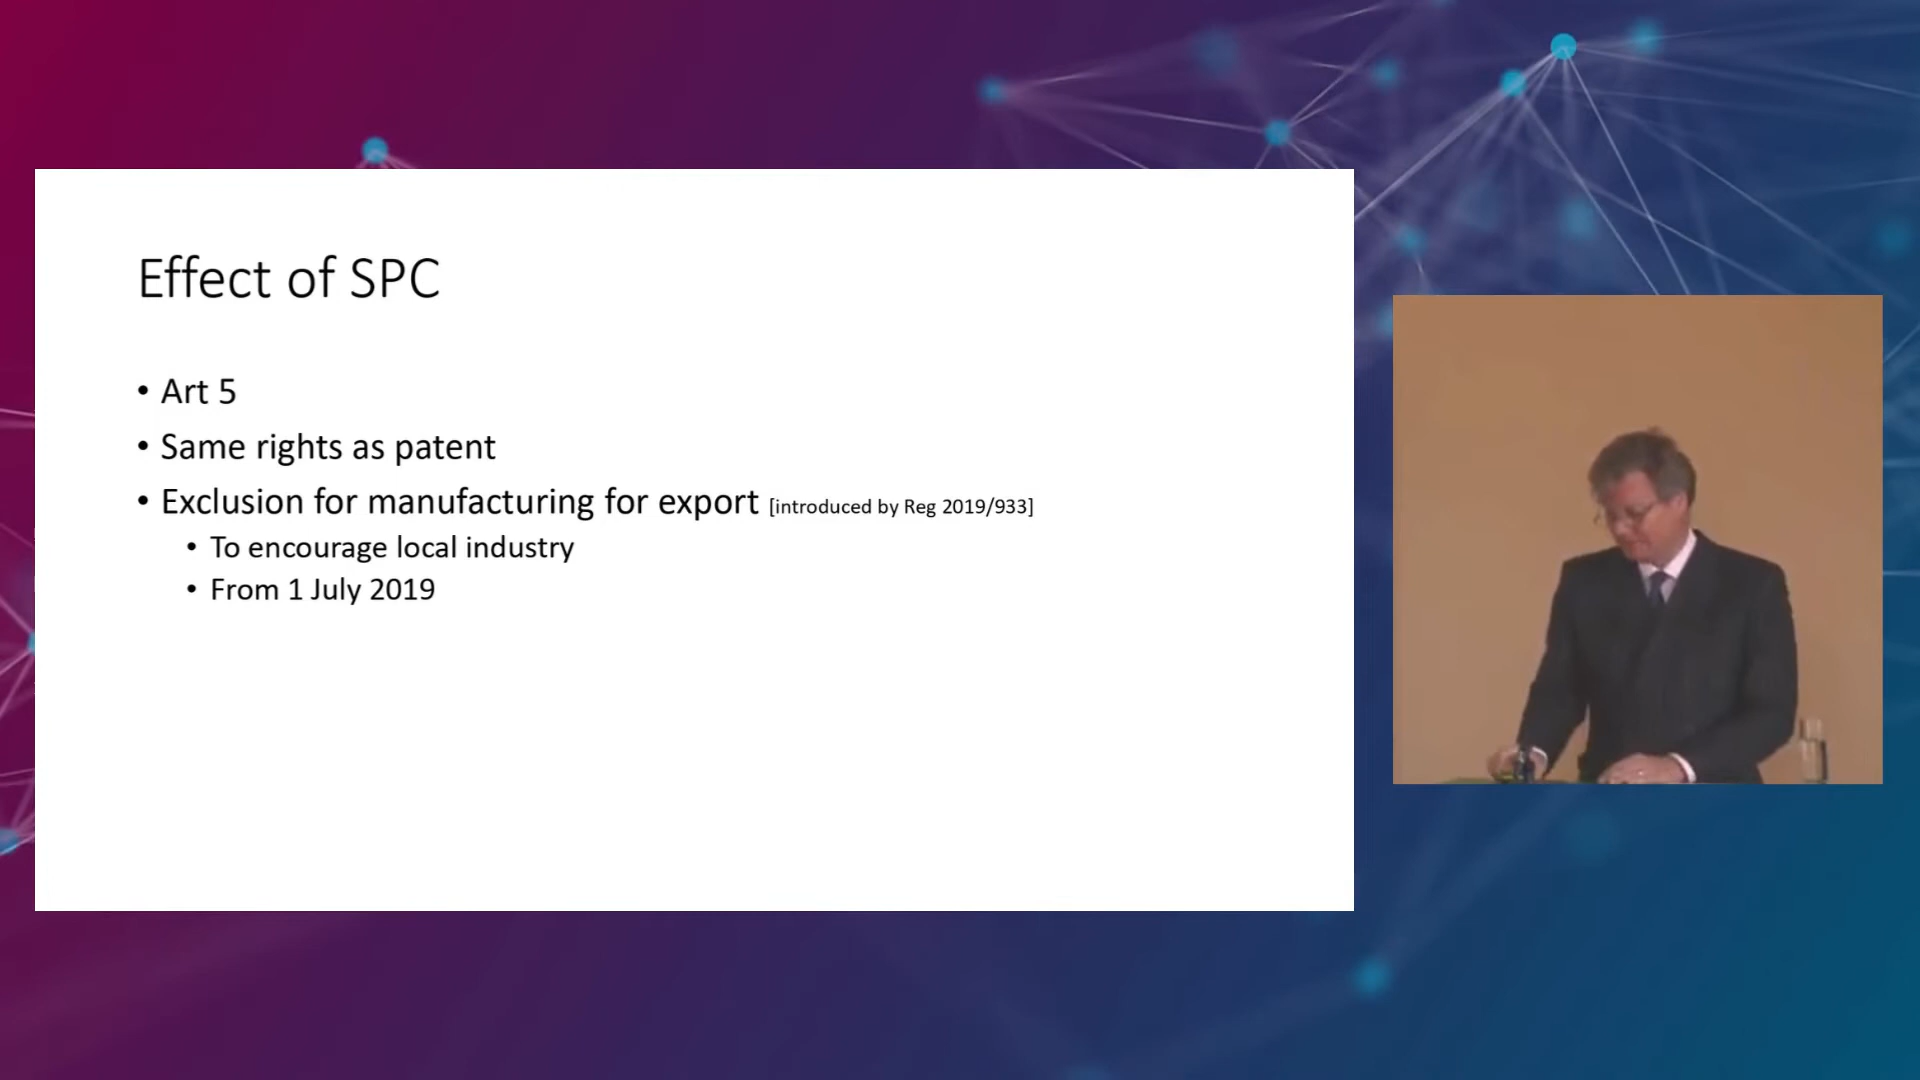 Effect of SPC
• Art 5
• Same rights as patent
• Exclusion for manufacturing for export [introduced by Reg 2019/933]
• To encourage local industry
• From 1 July 2019